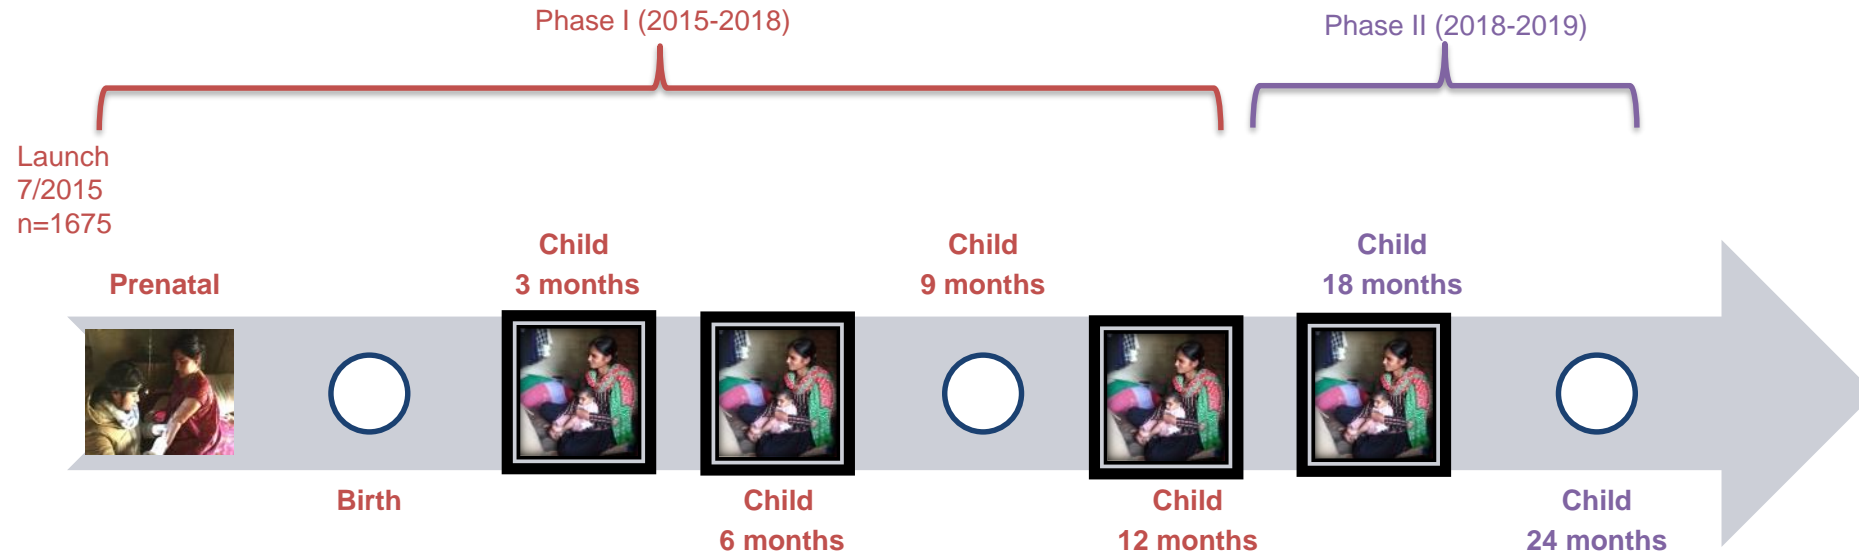 Phase I (2015-2018)
Phase II (2018-2019)
Launch
7/2015
n=1675
Prenatal
Birth
Child
3 months
Child
6 months
Child
9 months
Child
12 months
Child
18 months
Child
24 months